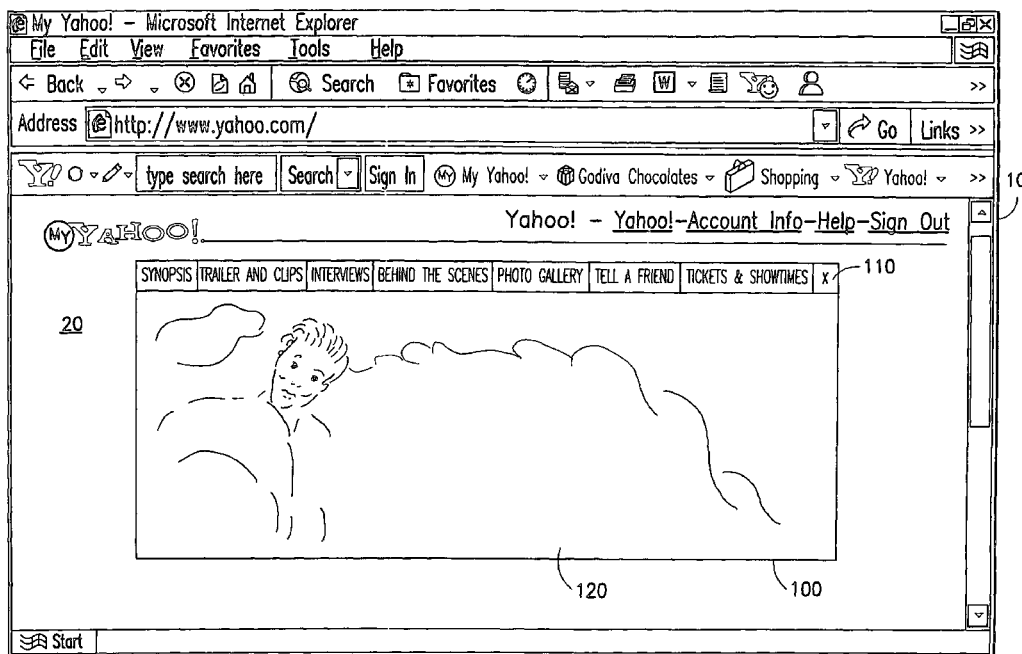 My Yahoo! – Microsoft Internet Explorer
File Edit View Favorites Tools Help
Back Search Favorites W Y! >>
Address http://www.yahoo.com/ Go Links >>
Y! type search here Search Sign In MY My Yahoo! Godiva Chocolates Shopping Y! Yahoo! >>
10
MY YAHOO! Yahoo! – Yahoo!–Account Info–Help–Sign Out
SYNOPSIS TRAILER AND CLIPS INTERVIEWS BEHIND THE SCENES PHOTO GALLERY TELL A FRIEND TICKETS & SHOWTIMES X 110
20
120 100
Start